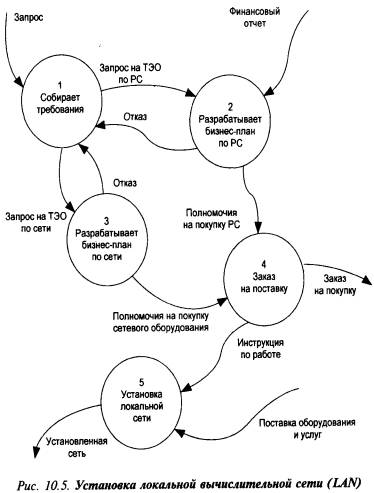 Запрос
Финансовый
отчет
1
Собирает
требования
Запрос на ТЭО
по РС
2
Разрабатывает
бизнес-план
по РС
Отказ
Отказ
Запрос на ТЭО
по сети
3
Разрабатывает
бизнес-план
по сети
Полномочия
на покупку РС
4
Заказ
на поставку
Заказ
на покупку
Полномочия на покупку
сетевого оборудования
Инструкция
по работе
5
Установка
локальной
сети
Поставка оборудования
и услуг
Установленная
сеть
Рис. 10.5. Установка локальной вычислительной сети (LAN)